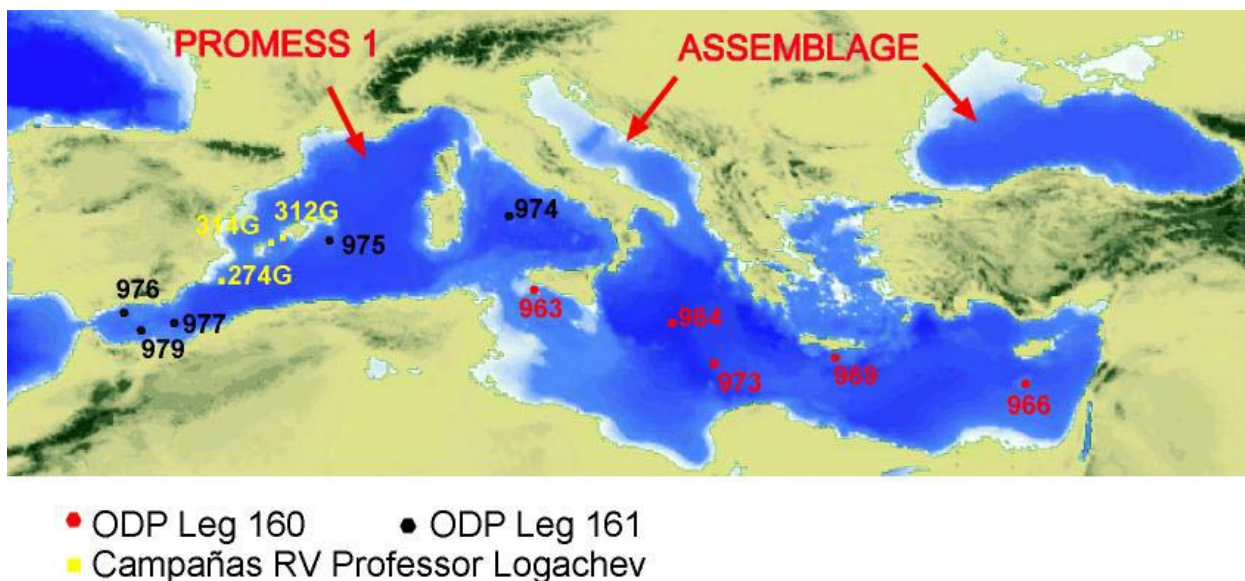 PROMESS 1
ASSEMBLAGE
312G
314G
974
975
274G
976
963
977
964
979
973
969
966
ODP Leg 160
ODP Leg 161
Campañas RV Professor Logachev